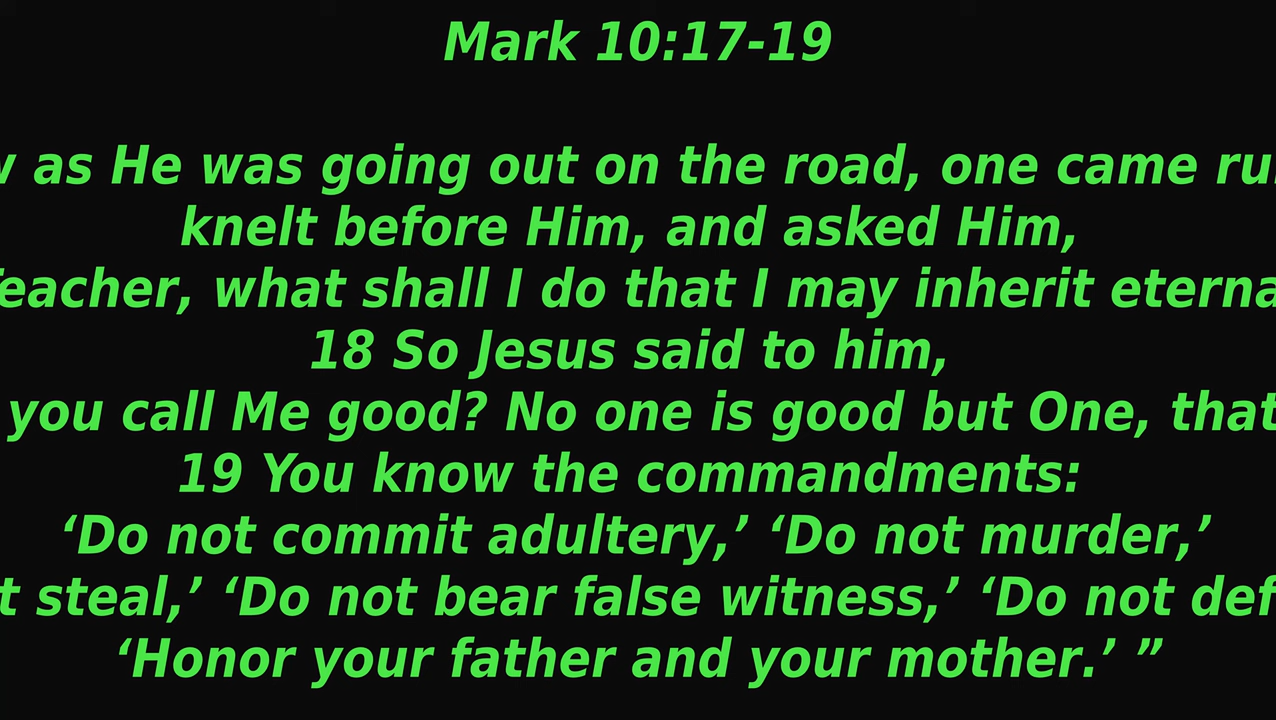 Mark 10:17-19
as He was going out on the road, one came
knelt before Him, and asked Him,
Teacher, what shall I do that I may inherit
18 So Jesus said to him,
you call Me good? No one is good but One, that
19 You know the commandments:
‘Do not commit adultery,’ ‘Do not murder,’
steal,’ ‘Do not bear false witness,’ ‘Do not
‘Honor your father and your mother.’ ”